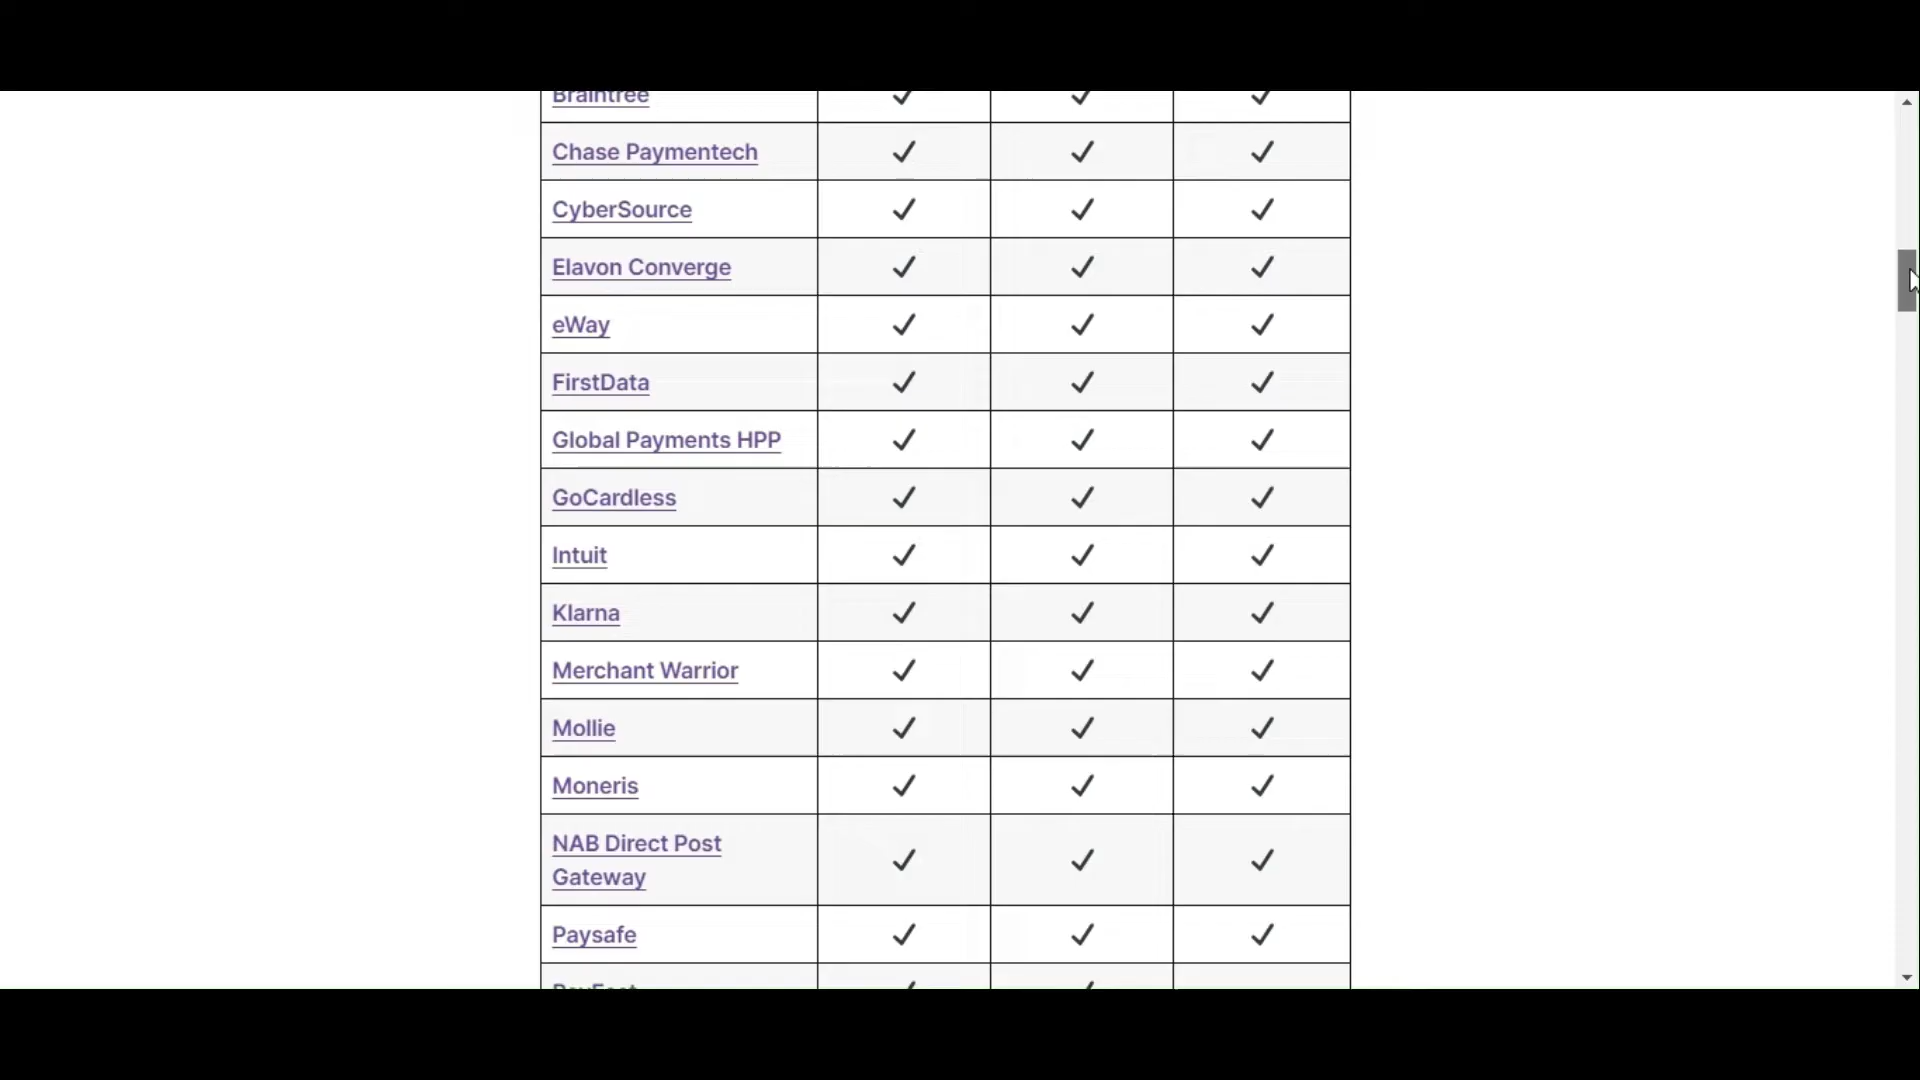 Braintree ✓ ✓ ✓
Chase Paymentech ✓ ✓ ✓
CyberSource ✓ ✓ ✓
Elavon Converge ✓ ✓ ✓
eWay ✓ ✓ ✓
FirstData ✓ ✓ ✓
Global Payments HPP ✓ ✓ ✓
GoCardless ✓ ✓ ✓
Intuit ✓ ✓ ✓
Klarna ✓ ✓ ✓
Merchant Warrior ✓ ✓ ✓
Mollie ✓ ✓ ✓
Moneris ✓ ✓ ✓
NAB Direct Post
Gateway ✓ ✓ ✓
Paysafe ✓ ✓ ✓